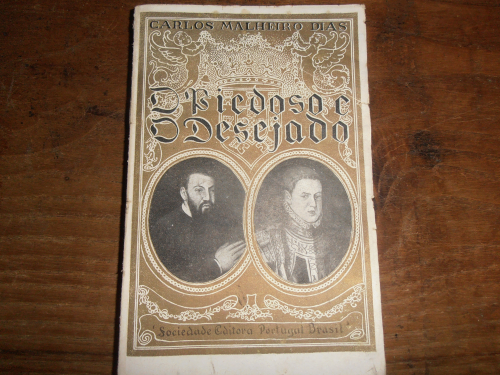 CARLOS MALHEIRO DIAS
O Piedoso e
O Desejado
Sociedade Editora Portugal Brasil